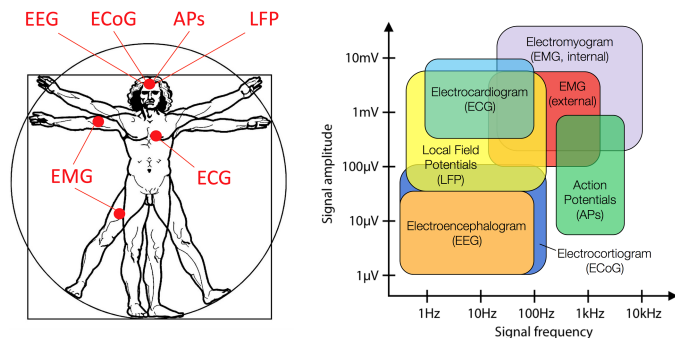 EEG ECoG APs LFP
EMG
ECG
Signal amplitude
10mV
1mV
100µV
10µV
1µV
Electromyogram
(EMG, internal)
Electrocardiogram
(ECG)
EMG
(external)
Local Field
Potentials
(LFP)
Action
Potentials
(APs)
Electroencephalogram
(EEG)
Electrocortiogram
(ECoG)
1Hz 10Hz 100Hz 1kHz 10kHz
Signal frequency